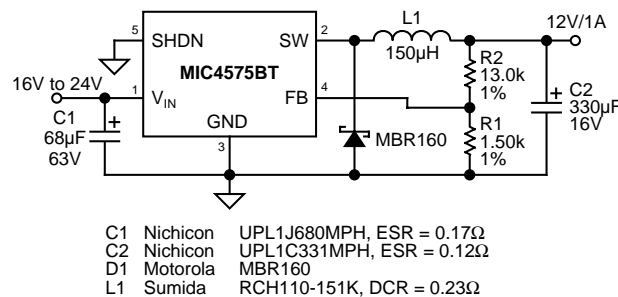 L1
12V/1A
5
SHDN
SW
2
150µH
R2
13.0k
1%
MIC4575BT
16V to 24V
1
VIN
FB
4
C2
330µF
16V
C1
68µF
63V
GND
3
MBR160
R1
1.50k
1%
C1 Nichicon UPL1J680MPH, ESR = 0.17Ω
C2 Nichicon UPL1C331MPH, ESR = 0.12Ω
D1 Motorola MBR160
L1 Sumida RCH110-151K, DCR = 0.23Ω